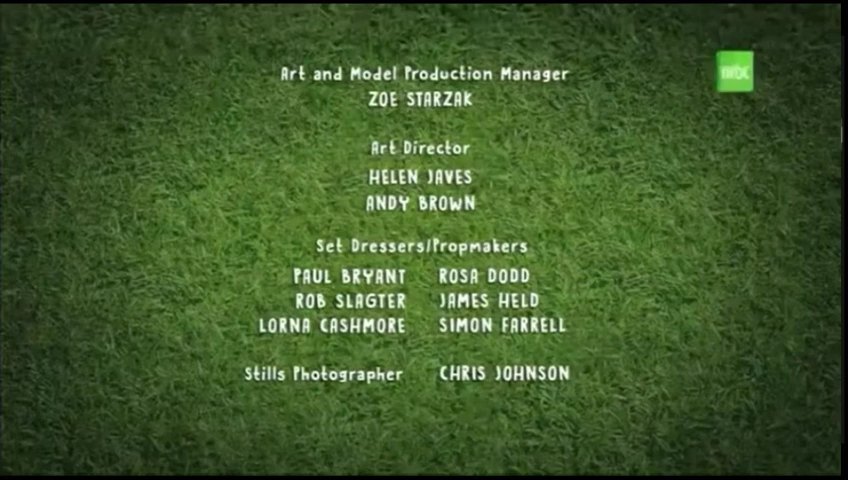 Art and Model Production Manager
ZOE STARZAK
Art Director
HELEN JAVES
ANDY BROWN
Set Dressers/Propmakers
PAUL BRYANT ROSA DODD
ROB SLAGTER JAMES HELD
LORNA CASHMORE SIMON FARRELL
Stills Photographer CHRIS JOHNSON